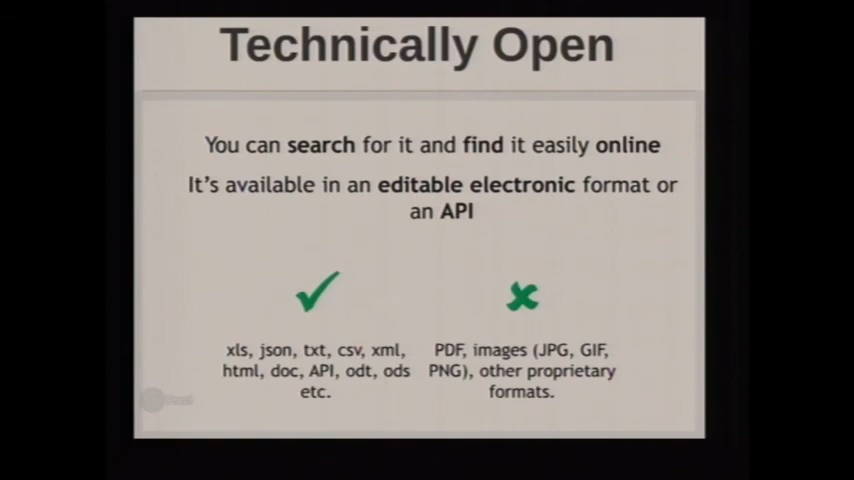 Technically Open
You can search for it and find it easily online
It's available in an editable electronic format or
an API
xls, json, txt, csv, xml,
html, doc, API, odt, ods
etc.
PDF, images (JPG, GIF,
PNG), other proprietary
formats.